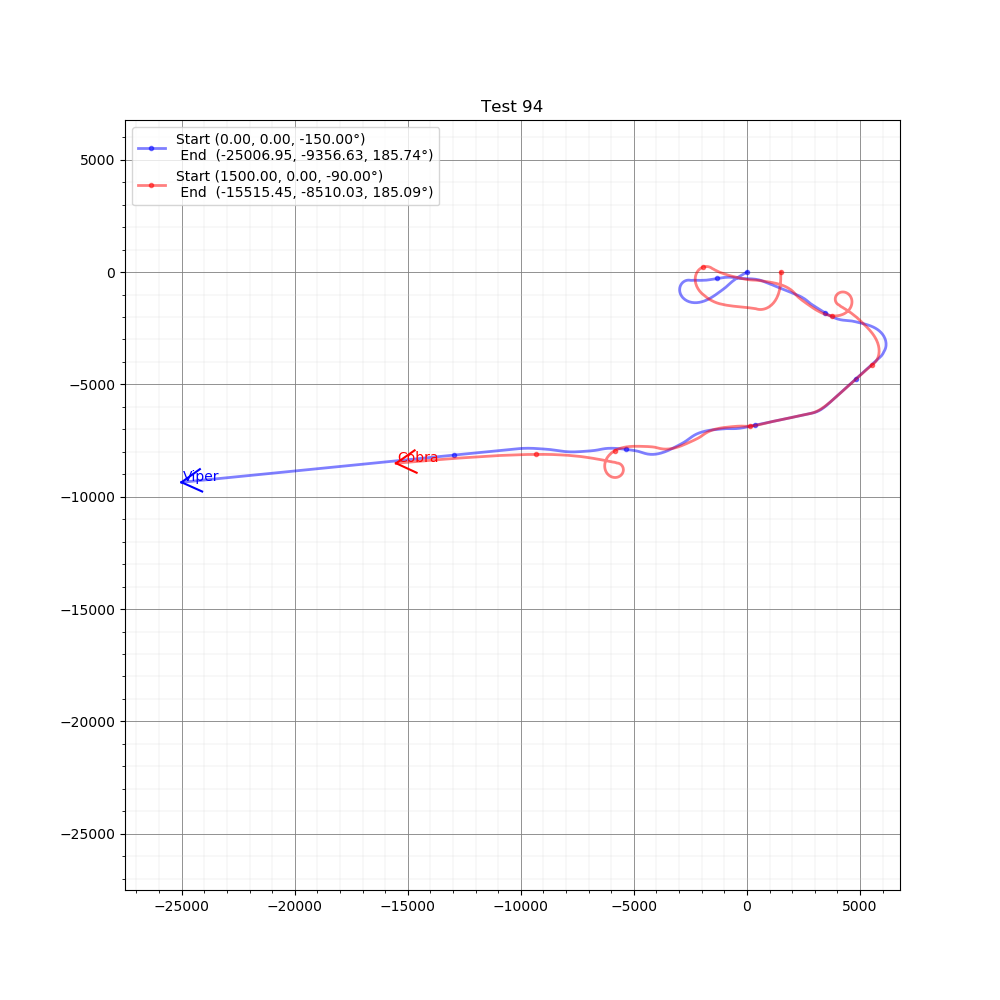 Test 94
Start (0.00, 0.00, -150.00°)
End  (-25006.95, -9356.63, 185.74°)
Start (1500.00, 0.00, -90.00°)
End  (-15515.45, -8510.03, 185.09°)
5000
0
−5000
−10000
−15000
−20000
−25000
Cobra
Viper
−25000
−20000
−15000
−10000
−5000
0
5000